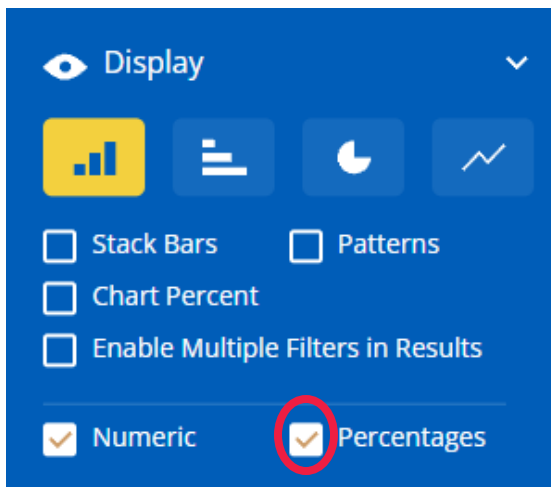 Display
Stack Bars Patterns
Chart Percent
Enable Multiple Filters in Results
Numeric Percentages